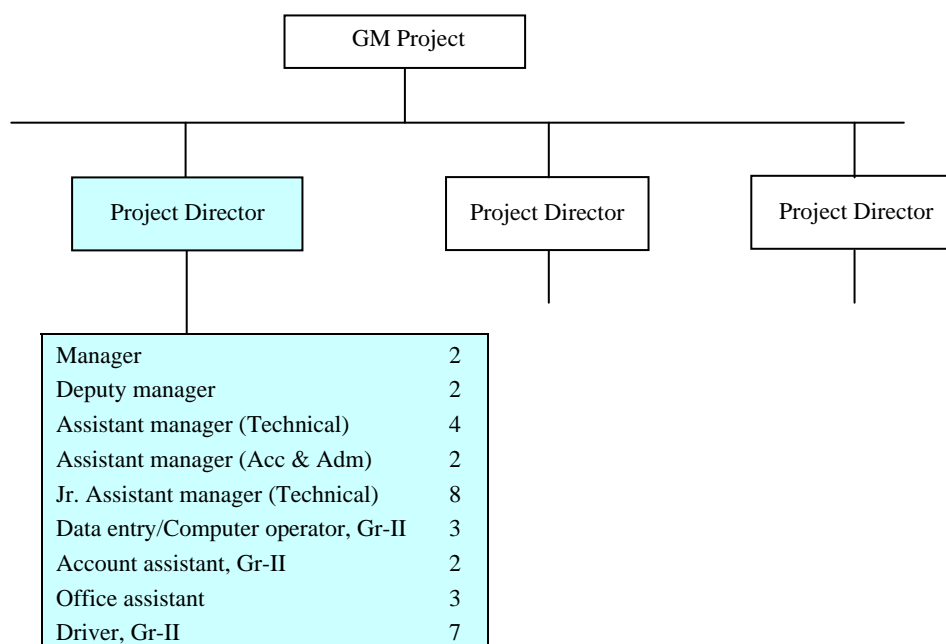 GM Project
Project Director
Project Director
Project Director
Manager 2
Deputy manager 2
Assistant manager (Technical) 4
Assistant manager (Acc & Adm) 2
Jr. Assistant manager (Technical) 8
Data entry/Computer operator, Gr-II 3
Account assistant, Gr-II 2
Office assistant 3
Driver, Gr-II 7